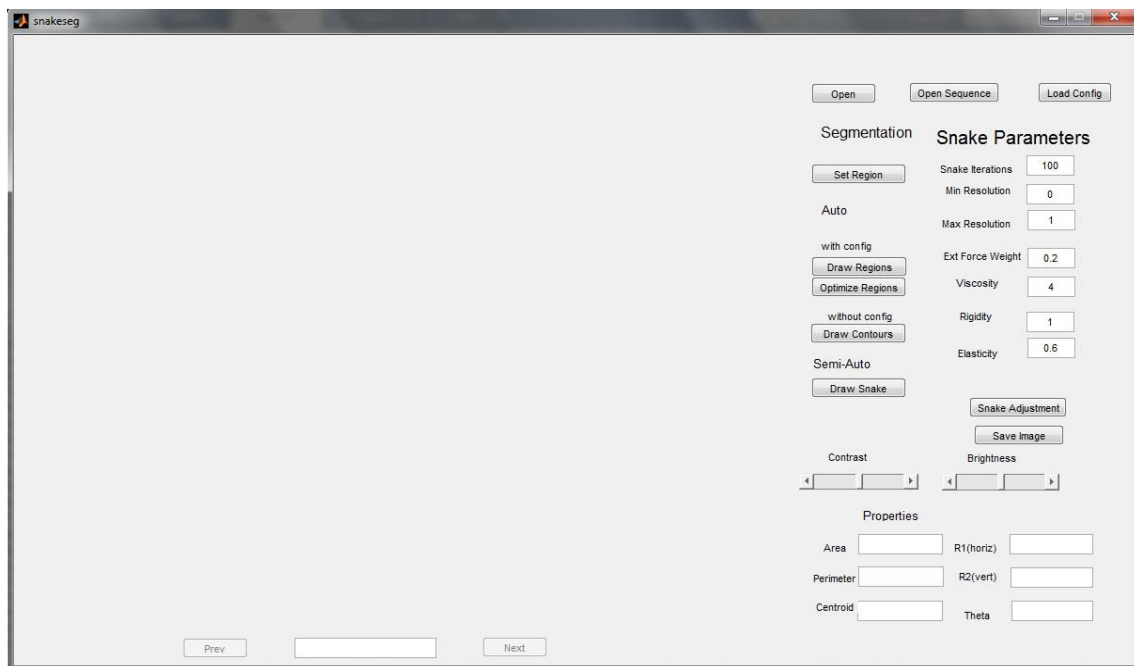 snakeseg
Open
Open Sequence
Load Config
Segmentation
Snake Parameters
Set Region
Snake Iterations 100
Min Resolution 0
Auto
Max Resolution 1
with config
Draw Regions
Ext Force Weight 0.2
Optimize Regions
Viscosity 4
without config
Rigidity 1
Draw Contours
Elasticity 0.6
Semi-Auto
Draw Snake
Snake Adjustment
Save Image
Contrast
Brightness
Properties
Area
R1(horiz)
Perimeter
R2(vert)
Centroid
Theta
Prev
Next